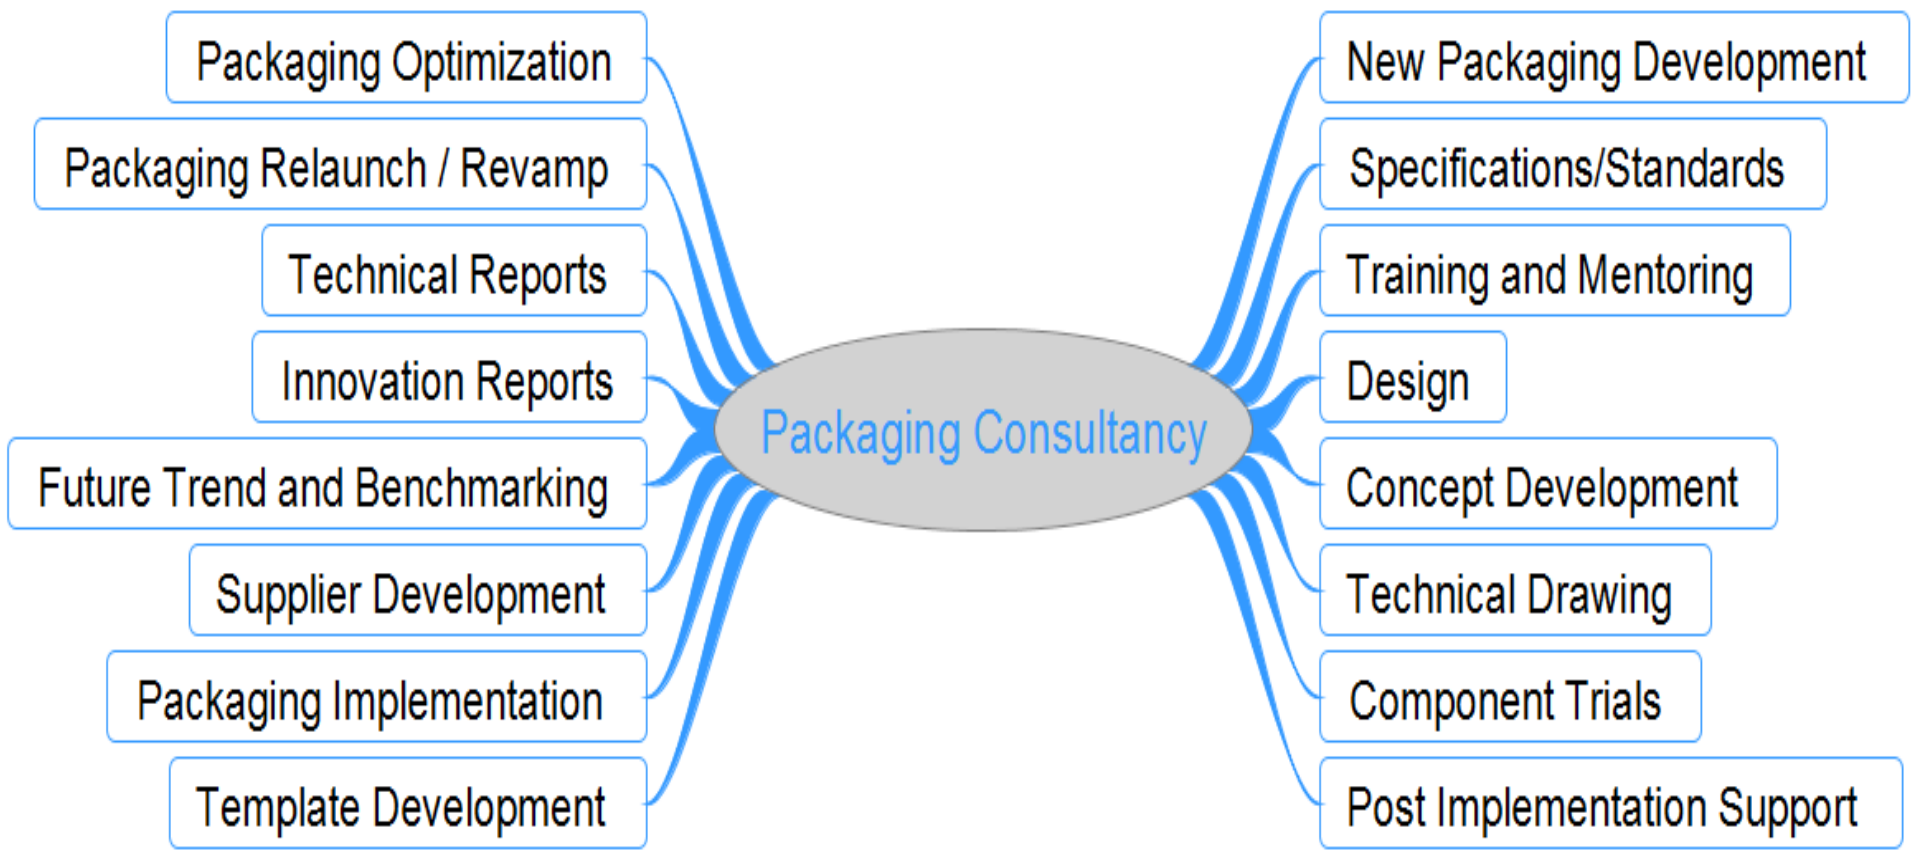 Packaging Optimization
Packaging Relaunch / Revamp
Technical Reports
Innovation Reports
Future Trend and Benchmarking
Supplier Development
Packaging Implementation
Template Development
Packaging Consultancy
New Packaging Development
Specifications/Standards
Training and Mentoring
Design
Concept Development
Technical Drawing
Component Trials
Post Implementation Support